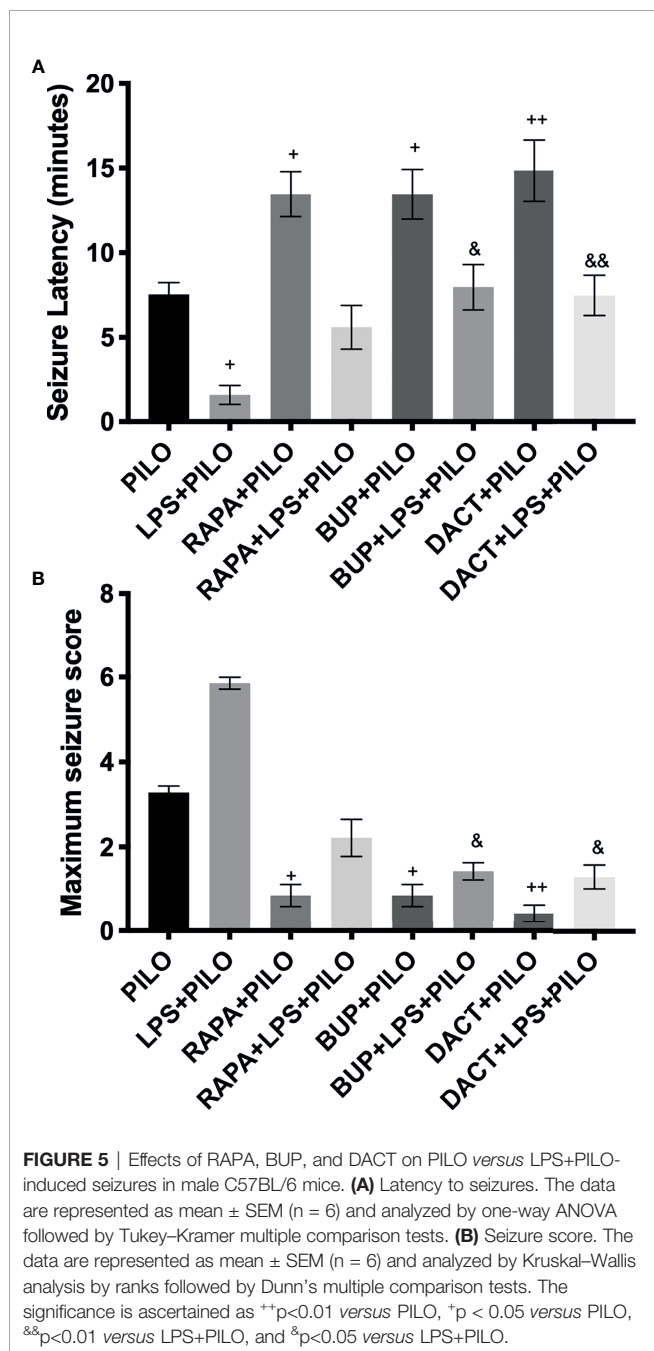 A
Seizure Latency (minutes)
20
15
10
5
0
+
+
+
&
++
&&
PILO
LPS+PILO
RAPA+PILO
RAPA+LPS+PILO
BUP+PILO
BUP+LPS+PILO
DACT+PILO
DACT+LPS+PILO
B
Maximum seizure score
8
6
4
2
0
+
+
&
++
&
PILO
LPS+PILO
RAPA+PILO
RAPA+LPS+PILO
BUP+PILO
BUP+LPS+PILO
DACT+PILO
DACT+LPS+PILO
FIGURE 5 | Effects of RAPA, BUP, and DACT on PILO versus LPS+PILO-
induced seizures in male C57BL/6 mice. (A) Latency to seizures. The data
are represented as mean ± SEM (n = 6) and analyzed by one-way ANOVA
followed by Tukey–Kramer multiple comparison tests. (B) Seizure score. The
data are represented as mean ± SEM (n = 6) and analyzed by Kruskal–Wallis
analysis by ranks followed by Dunn's multiple comparison tests. The
significance is ascertained as ++p<0.01 versus PILO, +p < 0.05 versus PILO,
&&p<0.01 versus LPS+PILO, and &p<0.05 versus LPS+PILO.